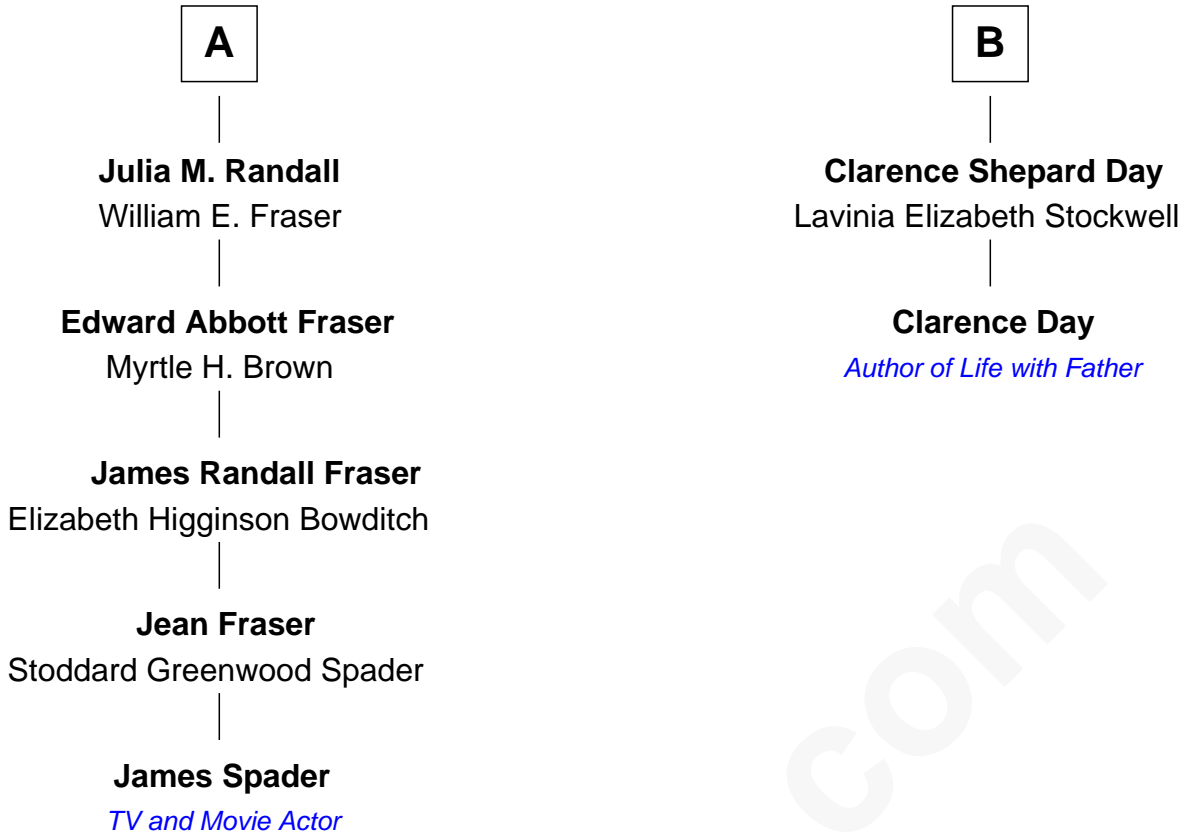 A
Julia M. Randall
William E. Fraser
Edward Abbott Fraser
Myrtle H. Brown
James Randall Fraser
Elizabeth Higginson Bowditch
Jean Fraser
Stoddard Greenwood Spader
James Spader
TV and Movie Actor
B
Clarence Shepard Day
Lavinia Elizabeth Stockwell
Clarence Day
Author of Life with Father
com